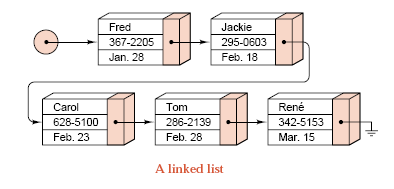 Fred
367-2205
Jan. 28
Jackie
295-0603
Feb. 18
Carol
628-5100
Feb. 23
Tom
286-2139
Feb. 28
René
342-5153
Mar. 15
A linked list